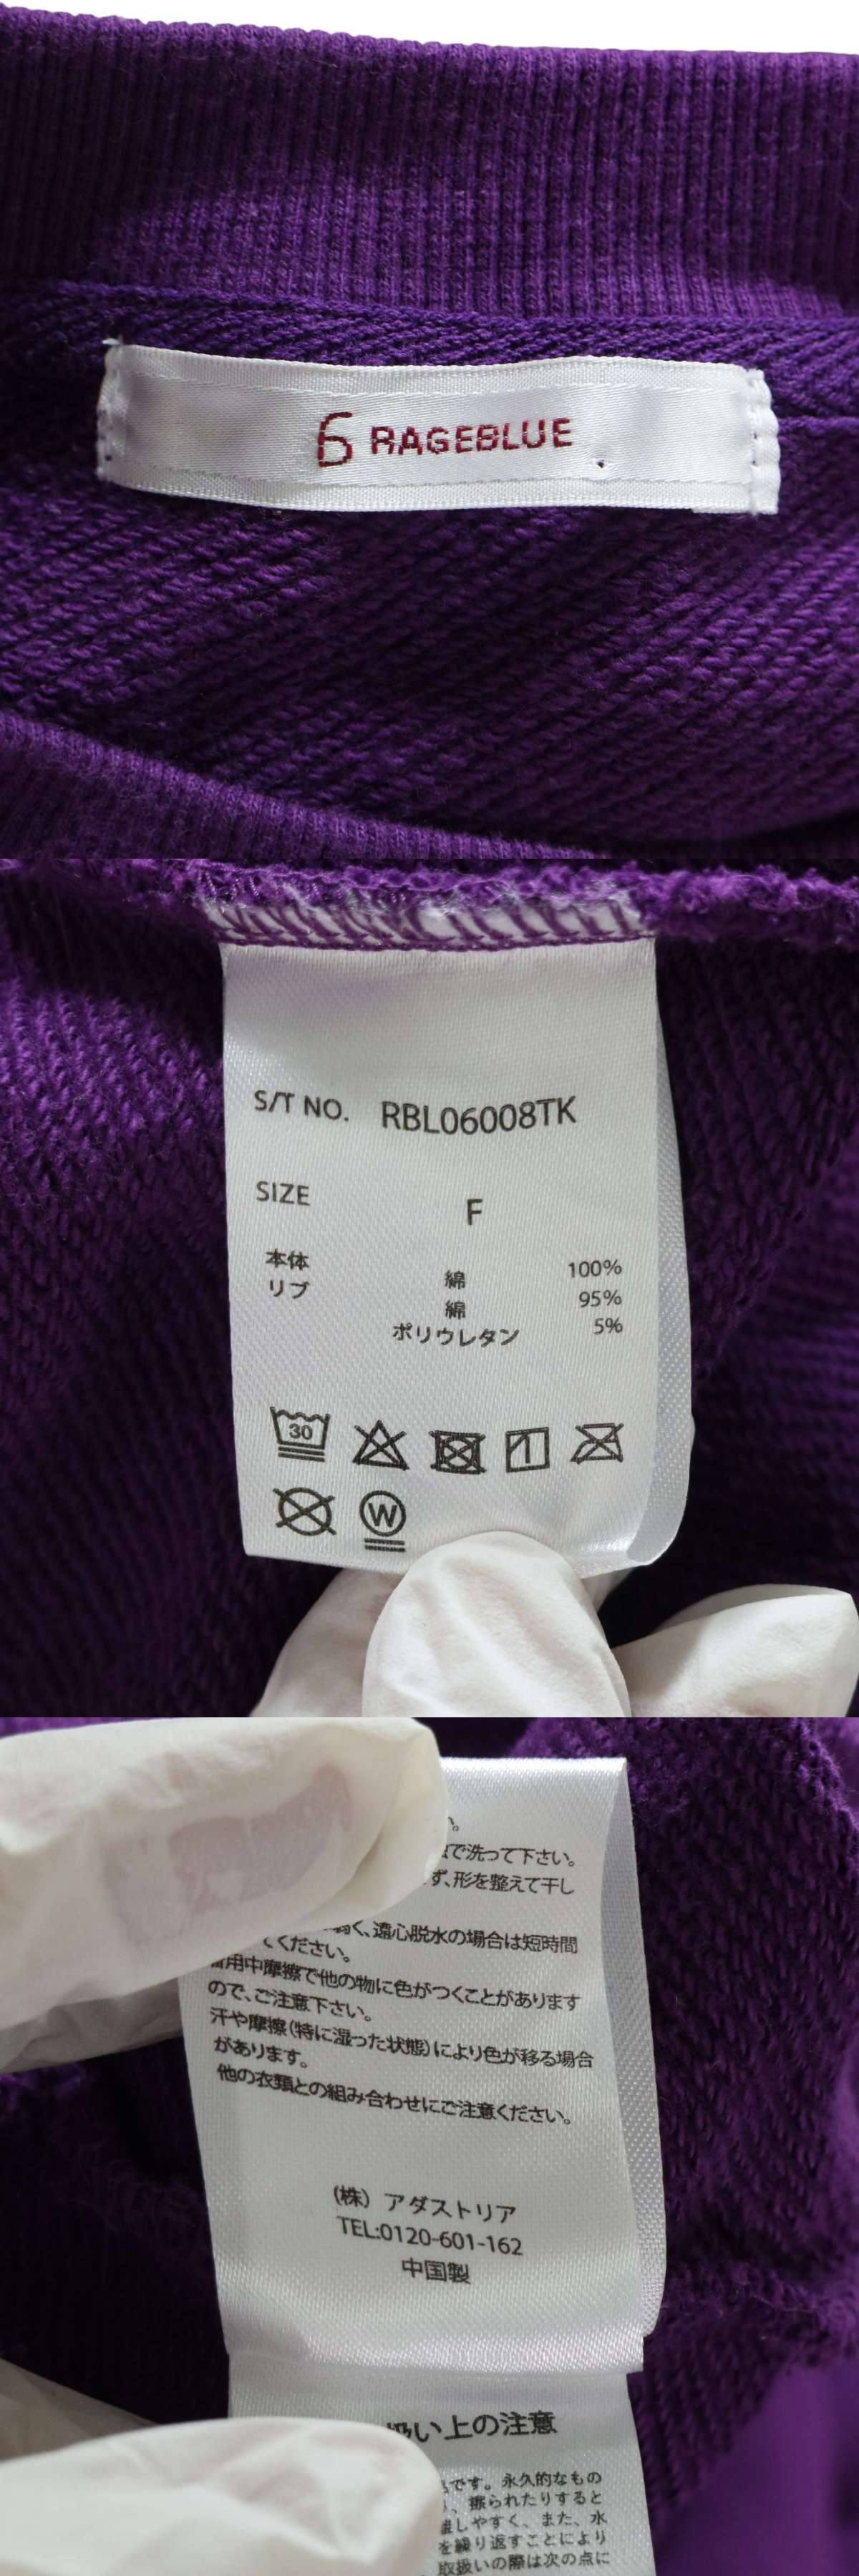 6 RAGEBLUE
S/T NO. RBL06008TK
SIZE F
本体 綿 100%
リブ 綿 95%
ポリウレタン 5%
30
W
い。
で洗って下さい。
ず、形を整えて干し
く、遠心脱水の場合は短時間
てください。
用中摩擦で他の物に色がつくことがあります
ので、ご注意下さい。
汗や摩擦(特に湿った状態)により色が移る場合
があります。
他の衣類との組み合わせにご注意ください。
(株) アダストリア
TEL:0120-601-162
中国製
扱い上の注意
です。永久的なもの
、擦られたりすると
しやすく、また、水
を繰り返すことにより
取扱いの際は次の点に